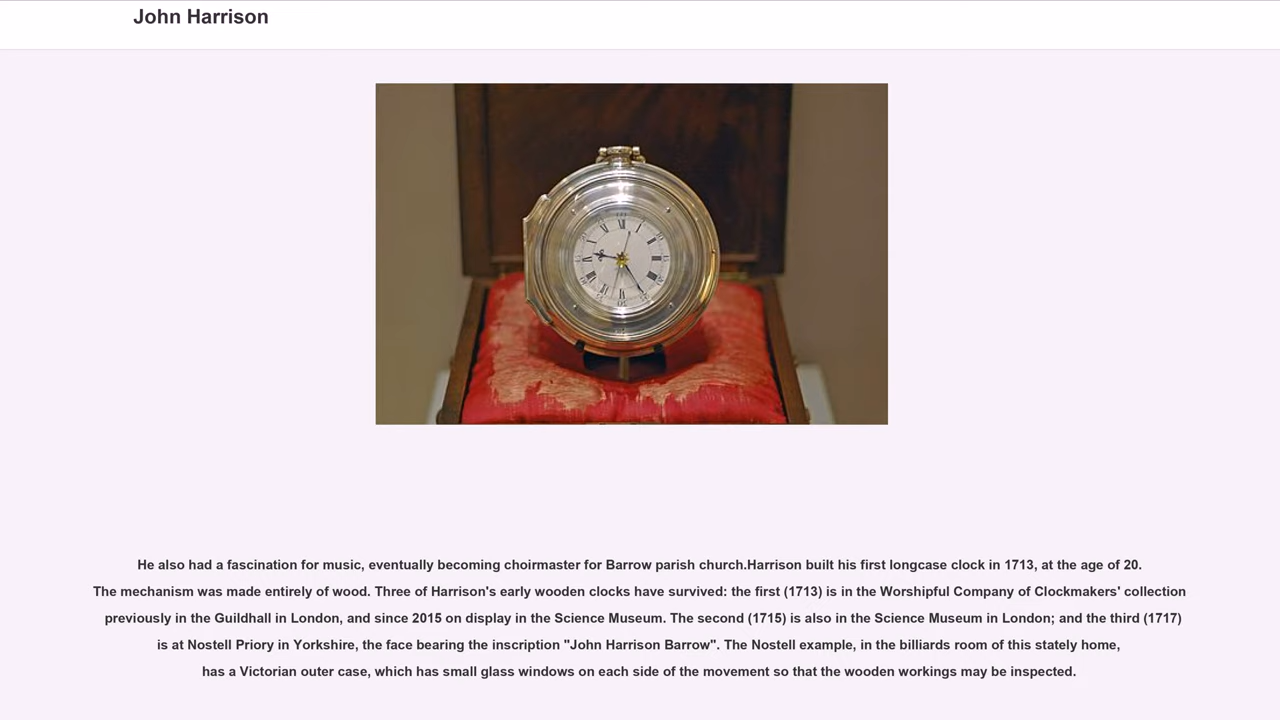 John Harrison
He also had a fascination for music, eventually becoming choirmaster for Barrow parish church.Harrison built his first longcase clock in 1713, at the age of 20.
The mechanism was made entirely of wood. Three of Harrison's early wooden clocks have survived: the first (1713) is in the Worshipful Company of Clockmakers' collection
previously in the Guildhall in London, and since 2015 on display in the Science Museum. The second (1715) is also in the Science Museum in London; and the third (1717)
is at Nostell Priory in Yorkshire, the face bearing the inscription "John Harrison Barrow". The Nostell example, in the billiards room of this stately home,
has a Victorian outer case, which has small glass windows on each side of the movement so that the wooden workings may be inspected.